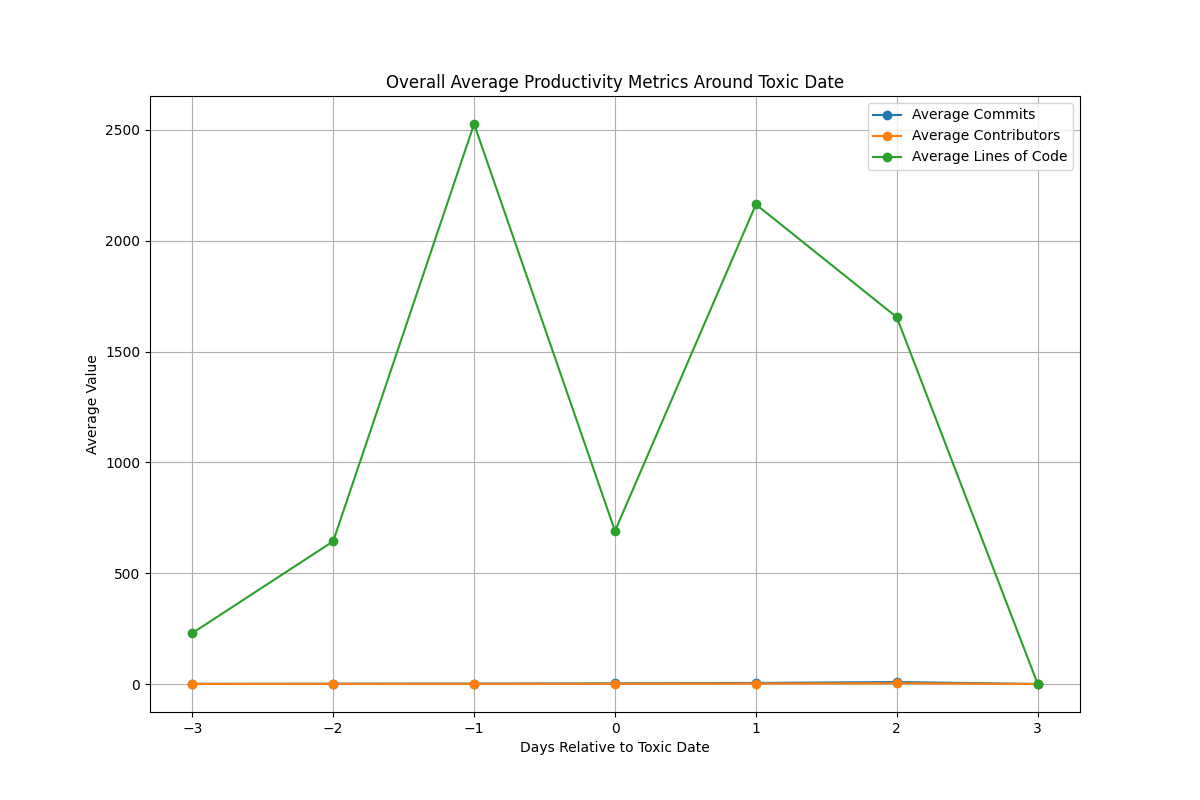 Overall Average Productivity Metrics Around Toxic Date
Average Commits
Average Contributors
Average Lines of Code
Average Value
2500
2000
1500
1000
500
0
−3 −2 −1 0 1 2 3
Days Relative to Toxic Date